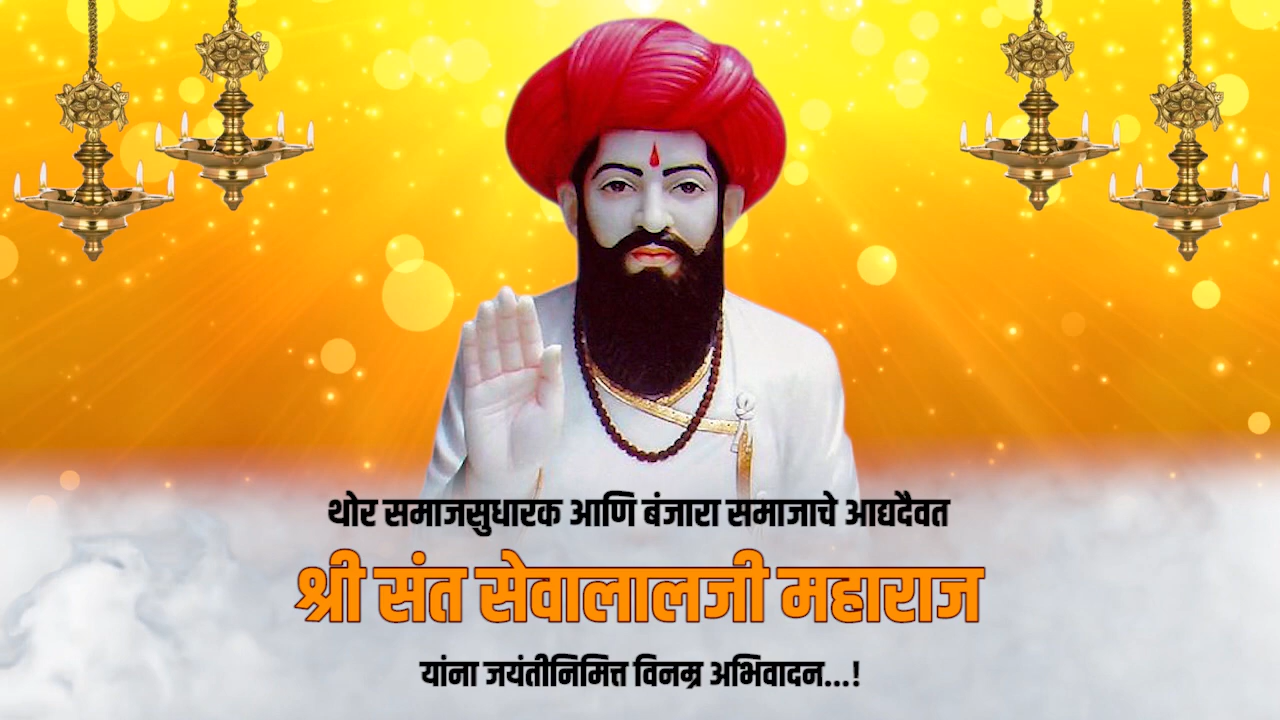 थोर समाजसुधारक आणि बंजारा समाजाचे आद्यदैवत
श्री संत सेवालालजी महाराज
यांना जयंतीनिमित्त विनम्र अभिवादन...!